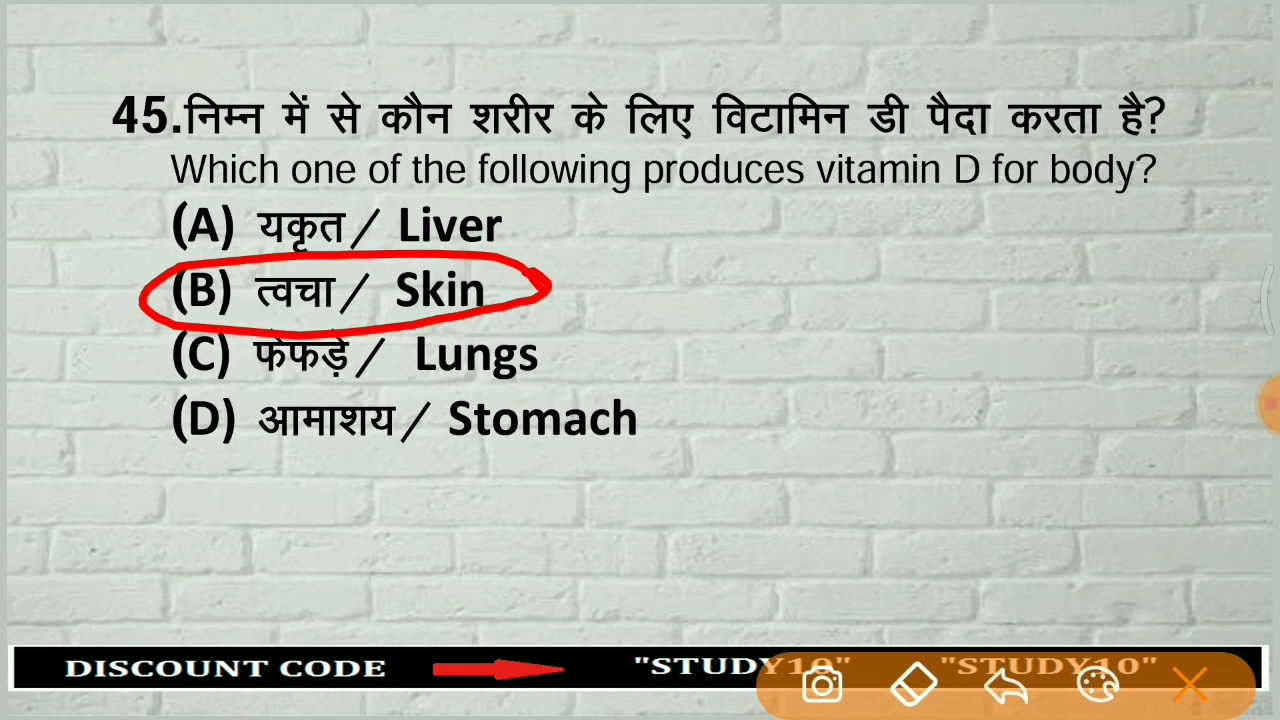 45.निम्न में से कौन शरीर के लिए विटामिन डी पैदा करता है?
Which one of the following produces vitamin D for body?
(A) यकृत / Liver
(B) त्वचा / Skin
(C) फेफड़े / Lungs
(D) आमाशय / Stomach
DISCOUNT CODE "STUDY10" "STUDY10"